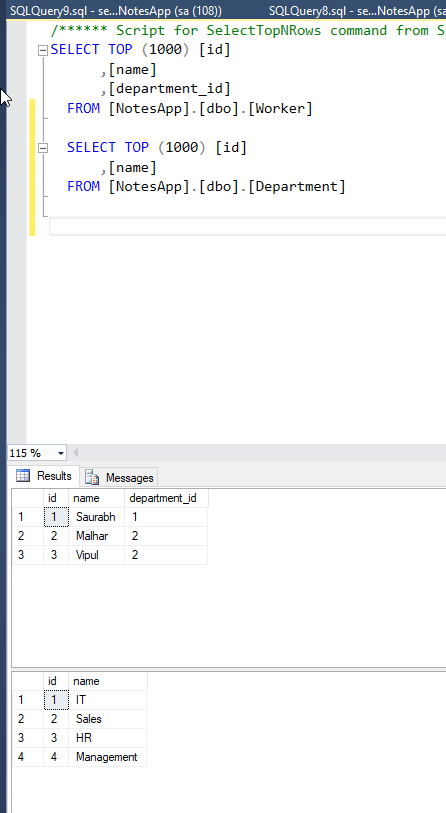 SQLQuery9.sql - se...NotesApp (sa (108)) SQLQuery8.sql - se...NotesApp (sa
/****** Script for SelectTopNRows command from S
SELECT TOP (1000) [id]
,[name]
,[department_id]
FROM [NotesApp].[dbo].[Worker]
SELECT TOP (1000) [id]
,[name]
FROM [NotesApp].[dbo].[Department]
115 %
Results Messages
id name department_id
1 1 Saurabh 1
2 2 Malhar 2
3 3 Vipul 2
id name
1 1 IT
2 2 Sales
3 3 HR
4 4 Management